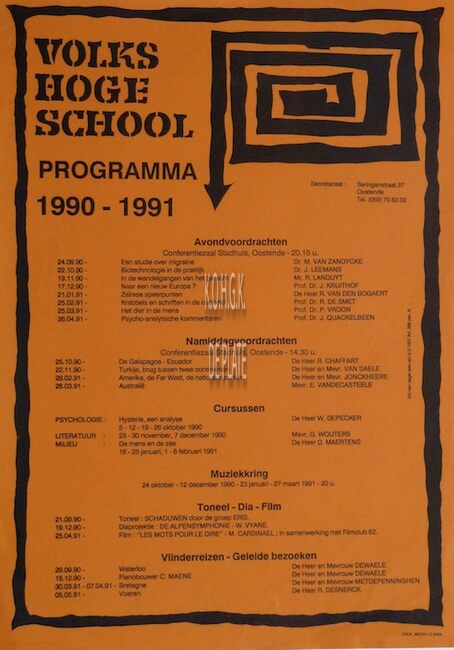 VOLKS
HOGE
SCHOOL
PROGRAMMA
1990 - 1991
Secretariaat : Seringenstraat 37
Oostende
Tel. (059) 70 63 02
Avondvoordrachten
Conferentiezaal Stadhuis, Oostende - 20.15 u.
24.09.90 - Een studie over migraine Dr. M. VAN ZANDYCKE
22.10.90 - Biotechnologie in de praktijk Dr. J. LEEMANS
19.11.90 - In de wandelgangen van het gerecht Mr. R. LANDUYT
17.12.90 - Naar een nieuw Europa ? Prof. Dr. J. KRUITHOF
21.01.91 - Zaïrese speerpunten De Heer R. VAN DEN BOGAERT
25.02.91 - Krabbels en schriften in de Prof. Dr. R. DE SMET
25.03.91 - Het dier in de mens Prof. Dr. P. VROON
26.04.91 - Psycho-analytische kommentaren Prof. Dr. J. QUACKELBEEN
Namiddagvoordrachten
Conferentiezaal Oostende - 14.30 u.
25.10.90 - De Galapagos - Ecuador De Heer R. CHAFFART
22.11.90 - Turkije, brug tussen twee De Heer en Mevr. VAN DAELE
28.02.91 - Amerika, de Far West, de De Heer en Mevr. JONCKHEERE
28.03.91 - Australië Mevr. E. VANDECASTEELE
Cursussen
PSYCHOLOGIE : Hysterie, een analyse De Heer W. DEPECKER
5 - 12 - 19 - 26 oktober 1990
LITERATUUR : 23 - 30 november, 7 december 1990 Mevr. G. WOUTERS
MILIEU : De mens en de zee De Heer D. MAERTENS
18 - 25 januari, 1 - 8 februari 1991
Muziekkring
24 oktober - 12 december 1990 - 23 januari - 27 maart 1991 - 20 u.
Toneel - Dia - Film
21.09.90 - Toneel : SCHADUWEN door de groep ERIS.
19.12.90 - Diaprojektie : DE ALPENSYMPHONIE - W. VYANE.
25.04.91 - Film : "LES MOTS POUR LE DIRE" - M. CARDINAEL ; in samenwerking met Filmclub 62.
Vlinderreizen - Geleide bezoeken
29.09.90 - Waterloo De Heer en Mevrouw DEWAELE
15.12.90 - Pianobouwer C. MAENE De Heer en Mevrouw DEWAELE
30.03.91 - 07.04.91 - Bretagne De Heer en Mevrouw METDEPENNINGHEN
05.05.91 - Voeren De Heer R. DESNERCK